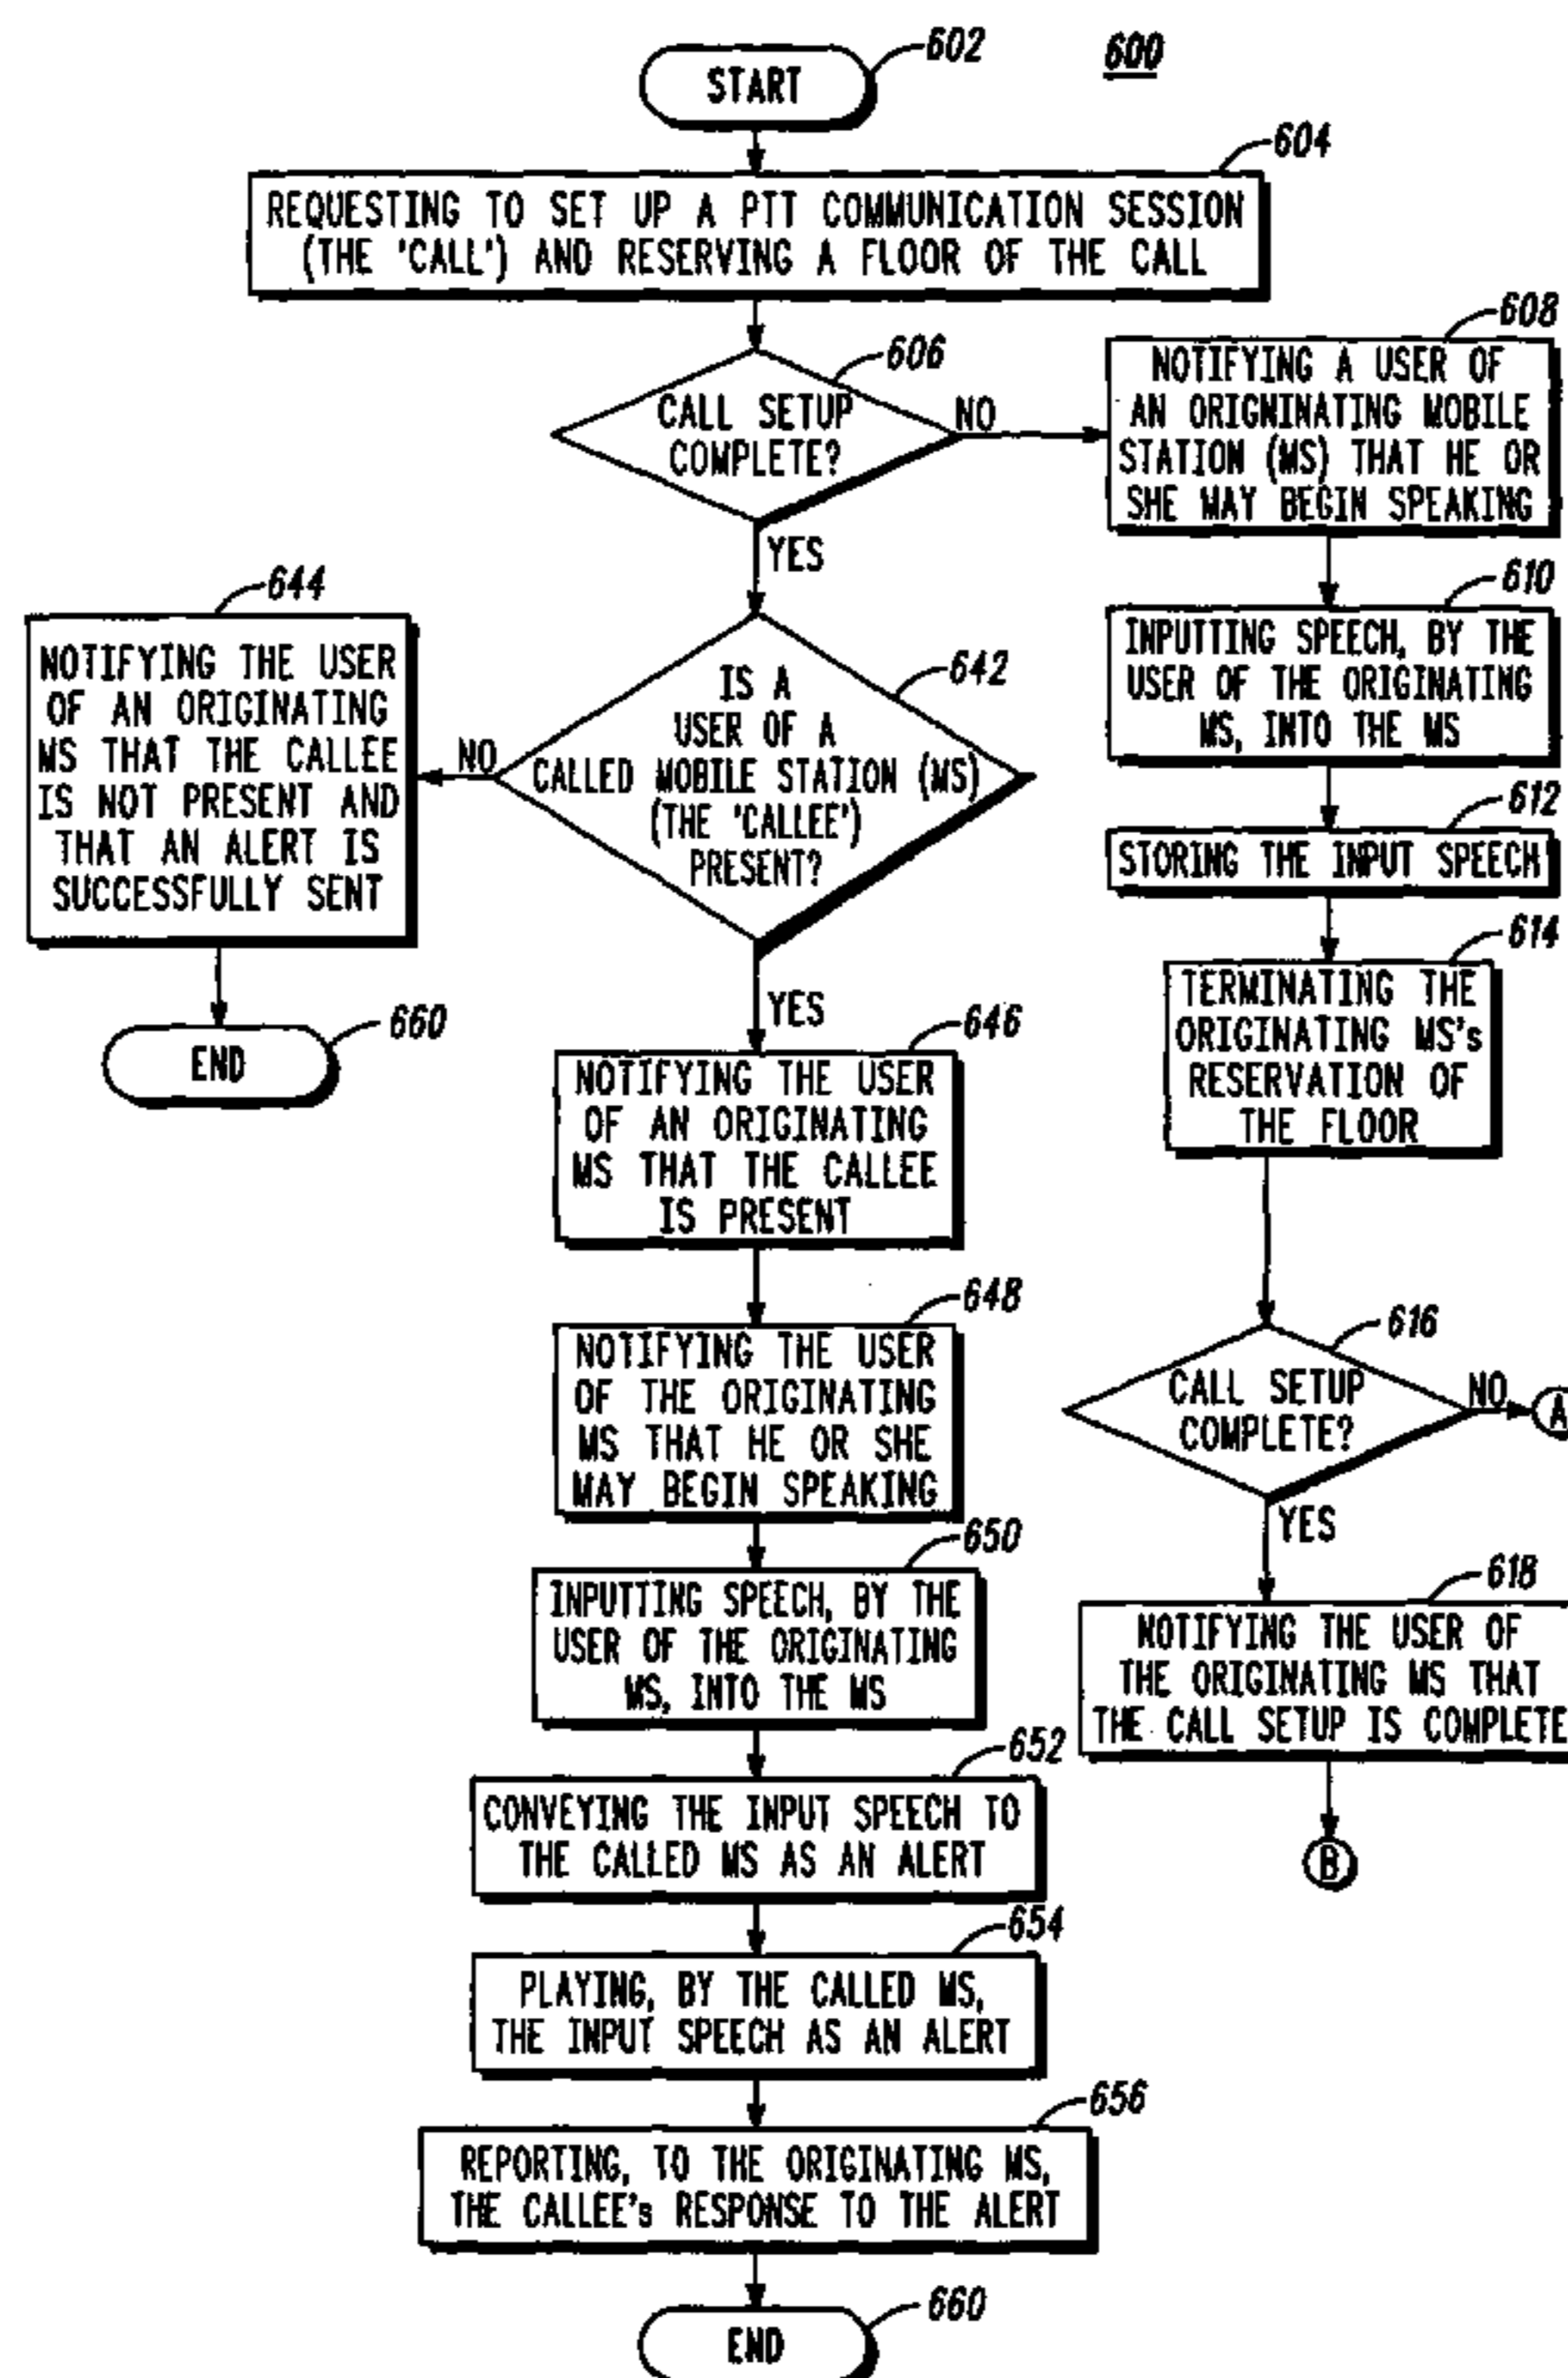 600
START
602
REQUESTING TO SET UP A PTT COMMUNICATION SESSION
(THE 'CALL') AND RESERVING A FLOOR OF THE CALL
604
CALL SETUP
COMPLETE?
606
NO
YES
NOTIFYING A USER OF
AN ORIGNINATING MOBILE
STATION (MS) THAT HE OR
SHE MAY BEGIN SPEAKING
608
INPUTTING SPEECH, BY THE
USER OF THE ORIGINATING
MS, INTO THE MS
610
STORING THE INPUT SPEECH
612
TERMINATING THE
ORIGINATING MS's
RESERVATION OF
THE FLOOR
614
CALL SETUP
COMPLETE?
616
NO
A
YES
NOTIFYING THE USER OF
THE ORIGINATING MS THAT
THE CALL SETUP IS COMPLETE
618
B
IS A
USER OF A
CALLED MOBILE STATION (MS)
(THE 'CALLEE')
PRESENT?
642
NO
YES
NOTIFYING THE USER
OF AN ORIGINATING
MS THAT THE CALLEE
IS NOT PRESENT AND
THAT AN ALERT IS
SUCCESSFULLY SENT
644
END
660
NOTIFYING THE USER
OF AN ORIGINATING
MS THAT THE CALLEE
IS PRESENT
646
NOTIFYING THE USER
OF THE ORIGINATING
MS THAT HE OR SHE
MAY BEGIN SPEAKING
648
INPUTTING SPEECH, BY THE
USER OF THE ORIGINATING
MS, INTO THE MS
650
CONVEYING THE INPUT SPEECH TO
THE CALLED MS AS AN ALERT
652
PLAYING, BY THE CALLED MS,
THE INPUT SPEECH AS AN ALERT
654
REPORTING, TO THE ORIGINATING MS,
THE CALLEE's RESPONSE TO THE ALERT
656
END
660